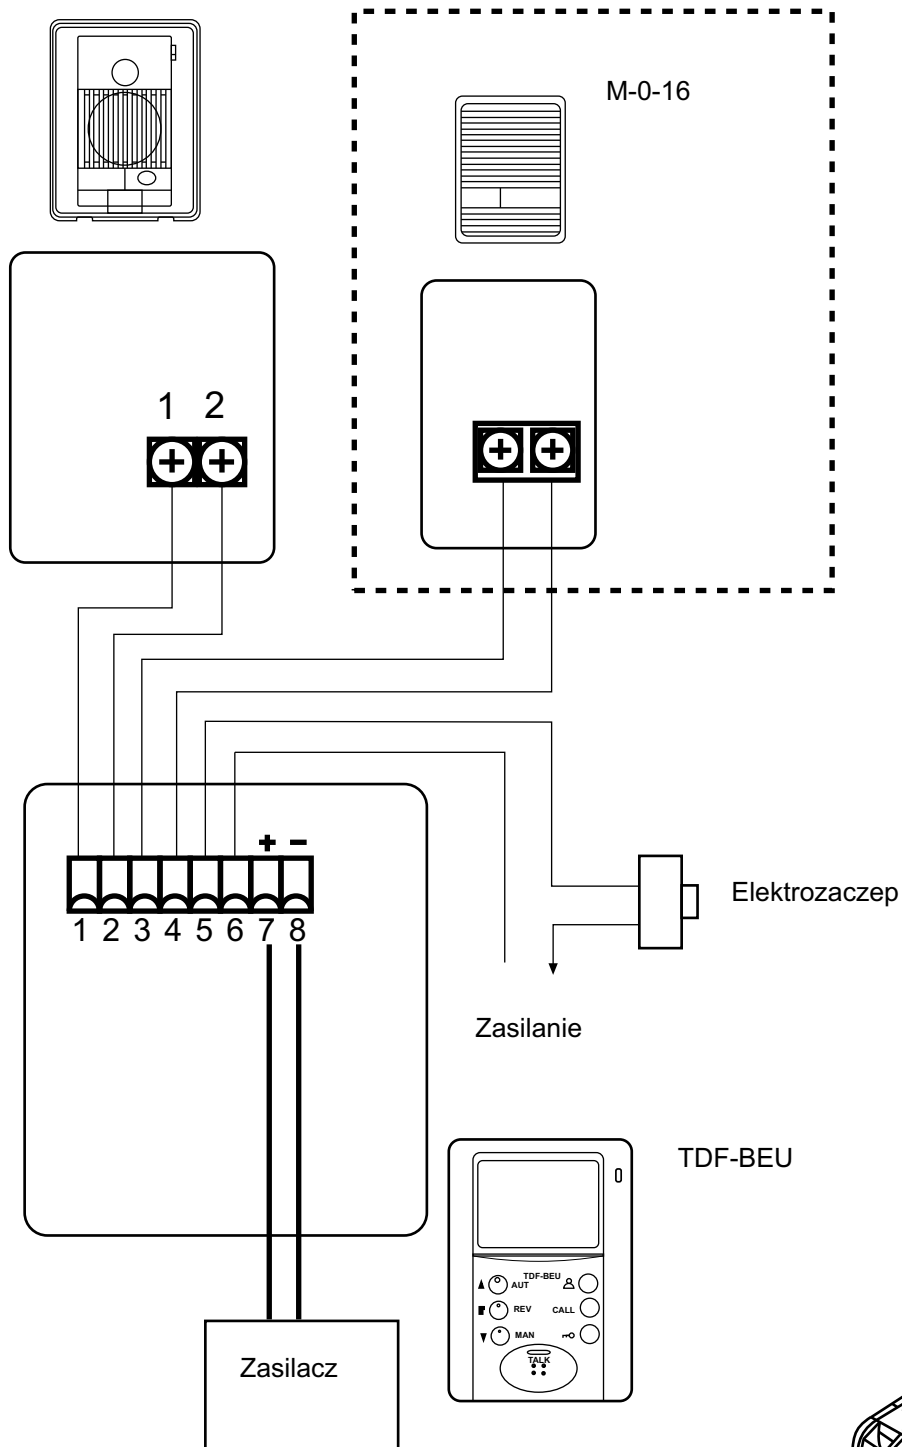 M-0-16
1 2
+ −
1 2 3 4 5 6 7 8
Elektrozaczep
Zasilanie
TDF-BEU
TDF-BEU
AUT
REV CALL
MAN
TALK
Zasilacz